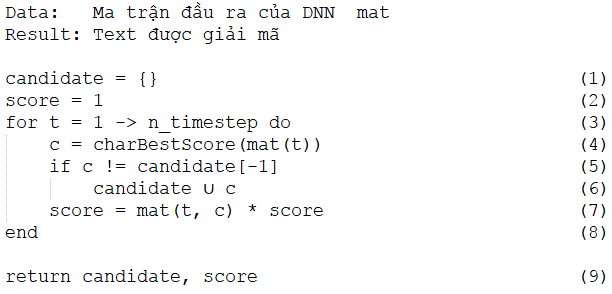 Data:   Ma trận đầu ra của DNN  mat
Result: Text được giải mã
candidate = {} (1)
score = 1 (2)
for t = 1 -> n_timestep do (3)
    c = charBestScore(mat(t)) (4)
    if c != candidate[-1] (5)
        candidate ∪ c (6)
    score = mat(t, c) * score (7)
end (8)
return candidate, score (9)